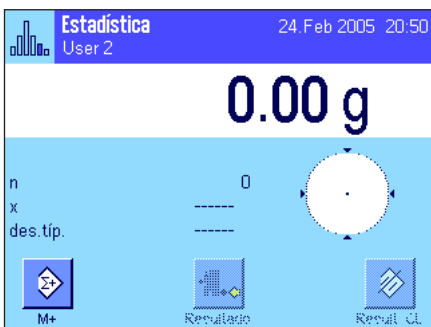 Estadística 24.Feb 2005 20:50
User 2
0.00 g
n 0
x ------
des.típ. ------
Σ+
M+ Resultado Result. CL